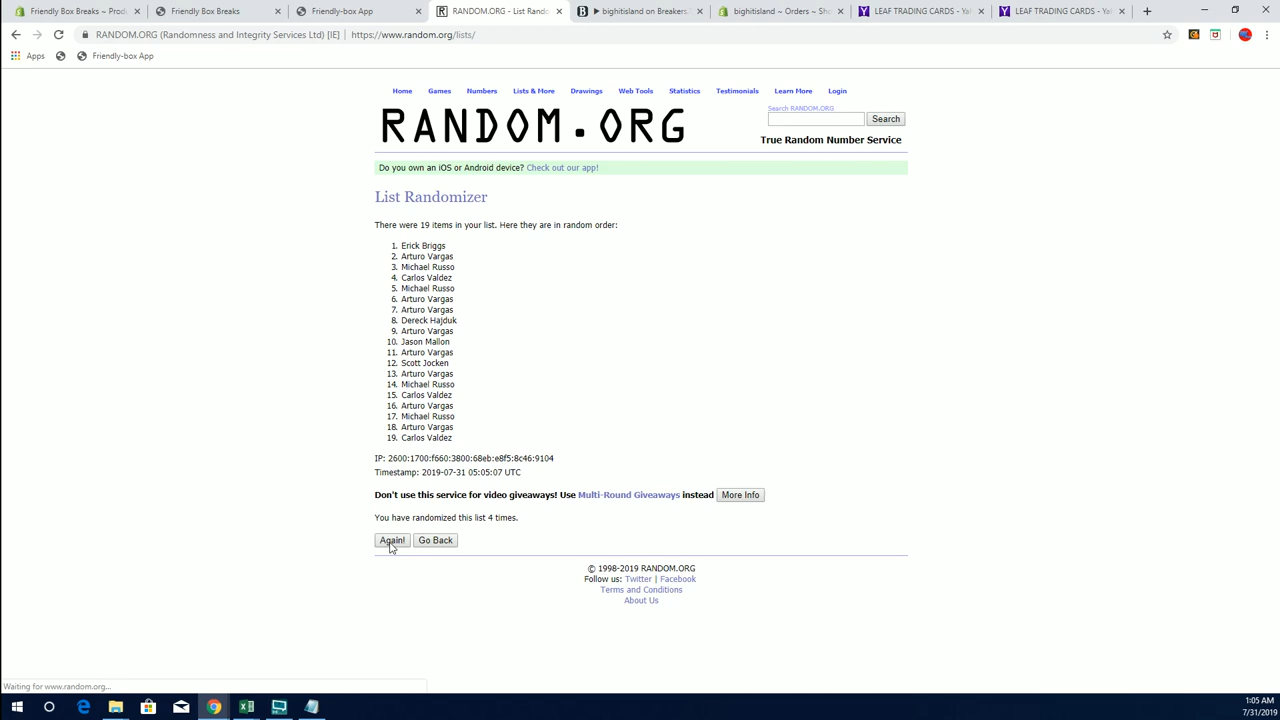 Friendly Box Breaks ~ Produ
Friendly Box Breaks
Friendly-box App
RANDOM.ORG - List Rando
▶ bighitisland on Breakers.T
bighitisland ~ Orders ~ Sho
LEAF TRADING CARDS - Yah
LEAF TRADING CARDS - Yah
RANDOM.ORG (Randomness and Integrity Services Ltd) [IE] | https://www.random.org/lists/
Apps Friendly-box App
Home Games Numbers Lists & More Drawings Web Tools Statistics Testimonials Learn More Login
RANDOM.ORG
Search RANDOM.ORG
Search
True Random Number Service
Do you own an iOS or Android device? Check out our app!
List Randomizer
There were 19 items in your list. Here they are in random order:
1. Erick Briggs
2. Arturo Vargas
3. Michael Russo
4. Carlos Valdez
5. Michael Russo
6. Arturo Vargas
7. Arturo Vargas
8. Dereck Hajduk
9. Arturo Vargas
10. Jason Mallon
11. Arturo Vargas
12. Scott Jocken
13. Arturo Vargas
14. Michael Russo
15. Carlos Valdez
16. Arturo Vargas
17. Michael Russo
18. Arturo Vargas
19. Carlos Valdez
IP: 2600:1700:f660:3800:68eb:e8f5:8c46:9104
Timestamp: 2019-07-31 05:05:07 UTC
Don't use this service for video giveaways! Use Multi-Round Giveaways instead More Info
You have randomized this list 4 times.
Again! Go Back
© 1998-2019 RANDOM.ORG
Follow us: Twitter | Facebook
Terms and Conditions
About Us
Waiting for www.random.org...
1:05 AM
7/31/2019